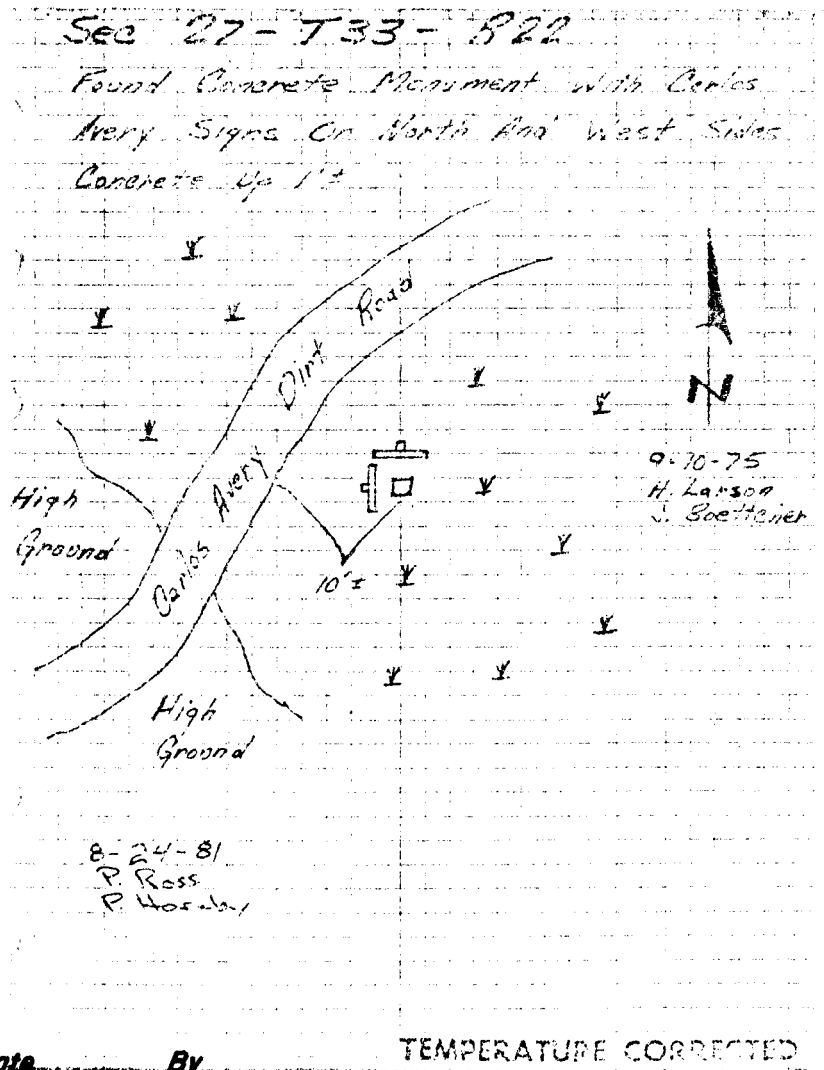 Sec 27 - T33 - R22
Found Concrete Monument With Carlos
Avery Signs On North And West Sides
Concrete Up 1'±
Carlos Avery Dirt Road
N
9-10-75
H. Larson
J. Boettcher
High
Ground
10'±
High
Ground
8-24-81
P. Ross
P.
By
TEMPERATURE CORRECTED